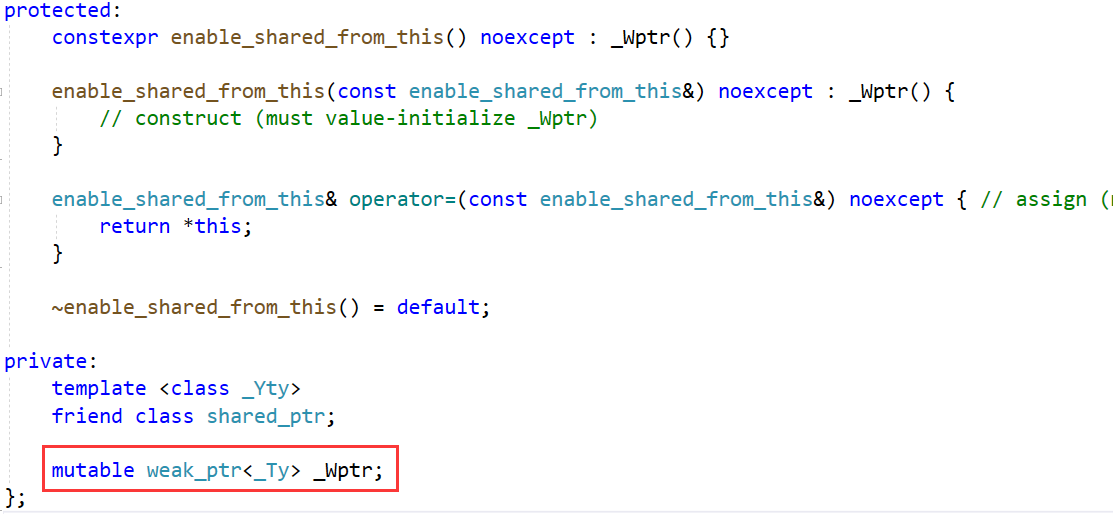 protected:
    constexpr enable_shared_from_this() noexcept : _Wptr() {}
    enable_shared_from_this(const enable_shared_from_this&) noexcept : _Wptr() {
        // construct (must value-initialize _Wptr)
    }
    enable_shared_from_this& operator=(const enable_shared_from_this&) noexcept { // assign (
        return *this;
    }
    ~enable_shared_from_this() = default;
private:
    template <class _Yty>
    friend class shared_ptr;
    mutable weak_ptr<_Ty> _Wptr;
};